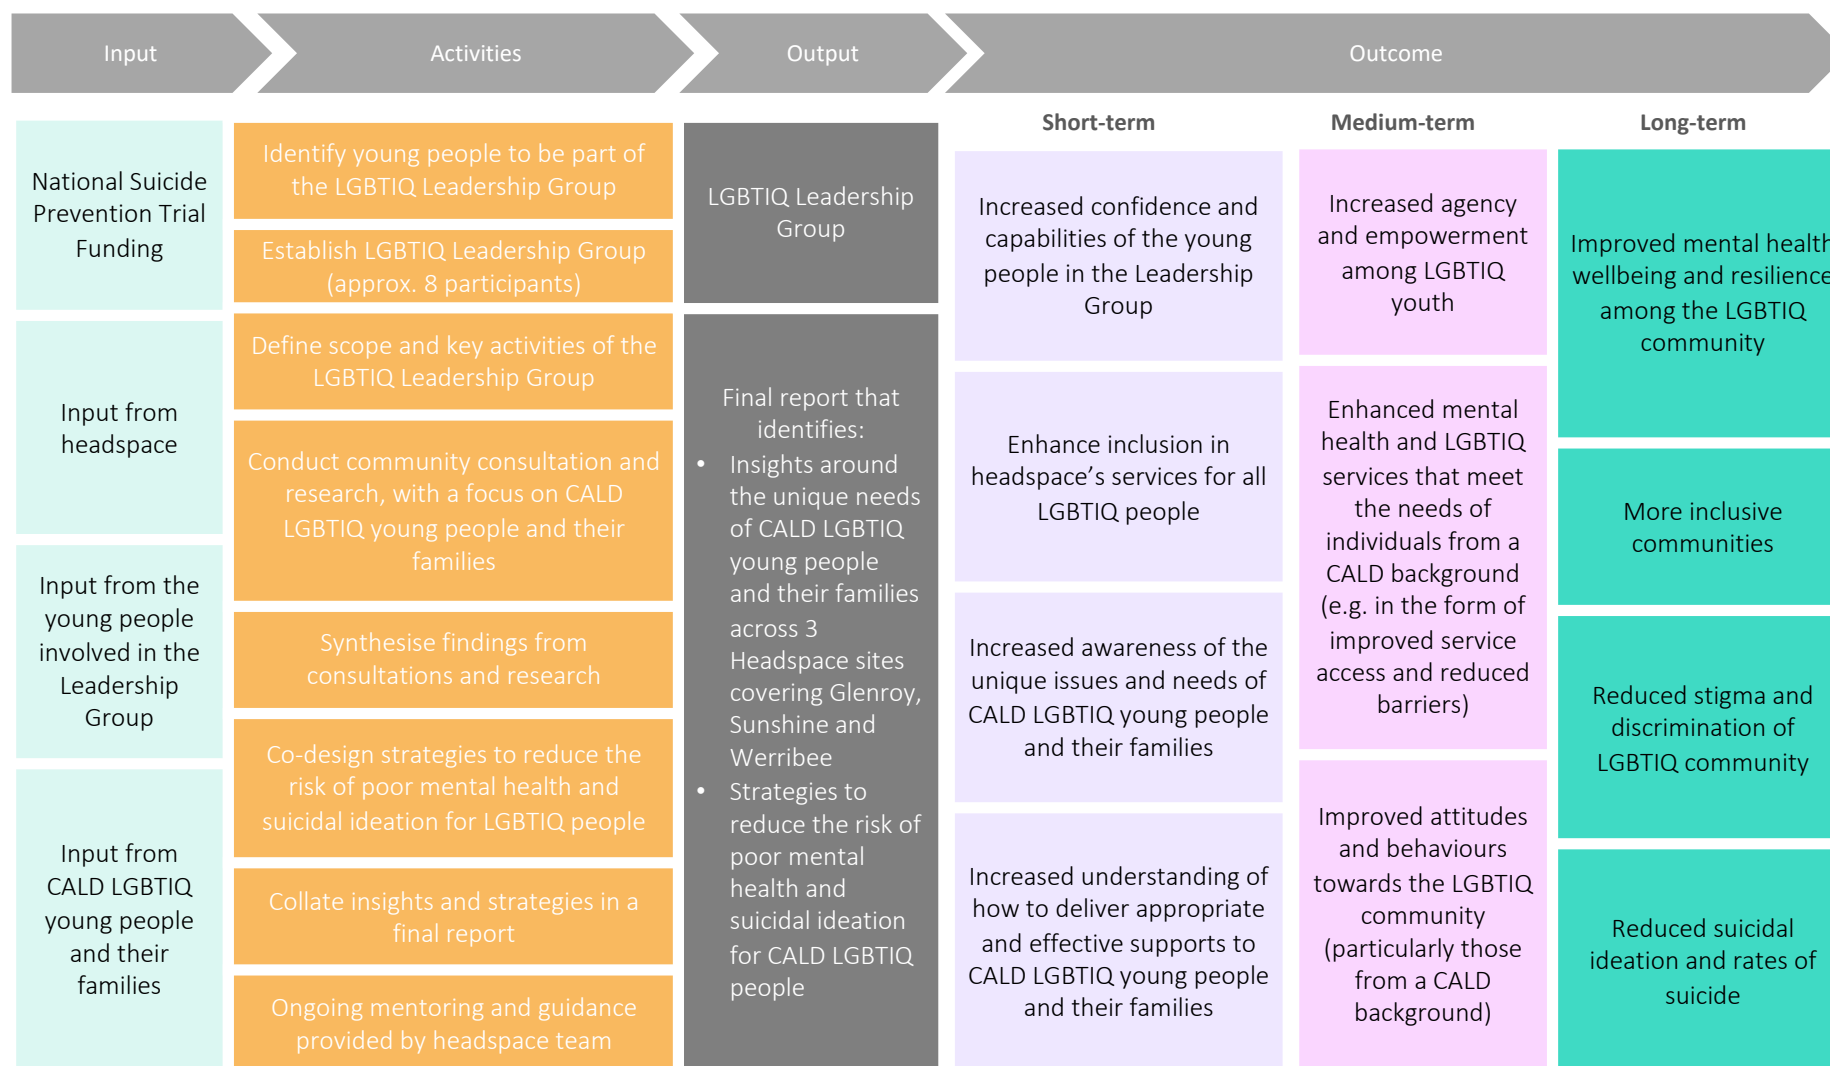 Input
Activities
Output
Outcome
Short-term
Medium-term
Long-term
National Suicide
Prevention Trial
Funding
Input from
headspace
Input from the
young people
involved in the
Leadership
Group
Input from
CALD LGBTIQ
young people
and their
families
Identify young people to be part of
the LGBTIQ Leadership Group
Establish LGBTIQ Leadership Group
(approx. 8 participants)
Define scope and key activities of the
LGBTIQ Leadership Group
Conduct community consultation and
research, with a focus on CALD
LGBTIQ young people and their
families
Synthesise findings from
consultations and research
Co-design strategies to reduce the
risk of poor mental health and
suicidal ideation for LGBTIQ people
Collate insights and strategies in a
final report
Ongoing mentoring and guidance
provided by headspace team
LGBTIQ Leadership
Group
Final report that
identifies:
• Insights around
the unique needs
of CALD LGBTIQ
young people
and their families
across 3
Headspace sites
covering Glenroy,
Sunshine and
Werribee
• Strategies to
reduce the risk of
poor mental
health and
suicidal ideation
for CALD LGBTIQ
people
Increased confidence and
capabilities of the young
people in the Leadership
Group
Enhance inclusion in
headspace’s services for all
LGBTIQ people
Increased awareness of the
unique issues and needs of
CALD LGBTIQ young people
and their families
Increased understanding of
how to deliver appropriate
and effective supports to
CALD LGBTIQ young people
and their families
Increased agency
and empowerment
among LGBTIQ
youth
Enhanced mental
health and LGBTIQ
services that meet
the needs of
individuals from a
CALD background
(e.g. in the form of
improved service
access and reduced
barriers)
Improved attitudes
and behaviours
towards the LGBTIQ
community
(particularly those
from a CALD
background)
Improved mental health
wellbeing and resilience
among the LGBTIQ
community
More inclusive
communities
Reduced stigma and
discrimination of
LGBTIQ community
Reduced suicidal
ideation and rates of
suicide